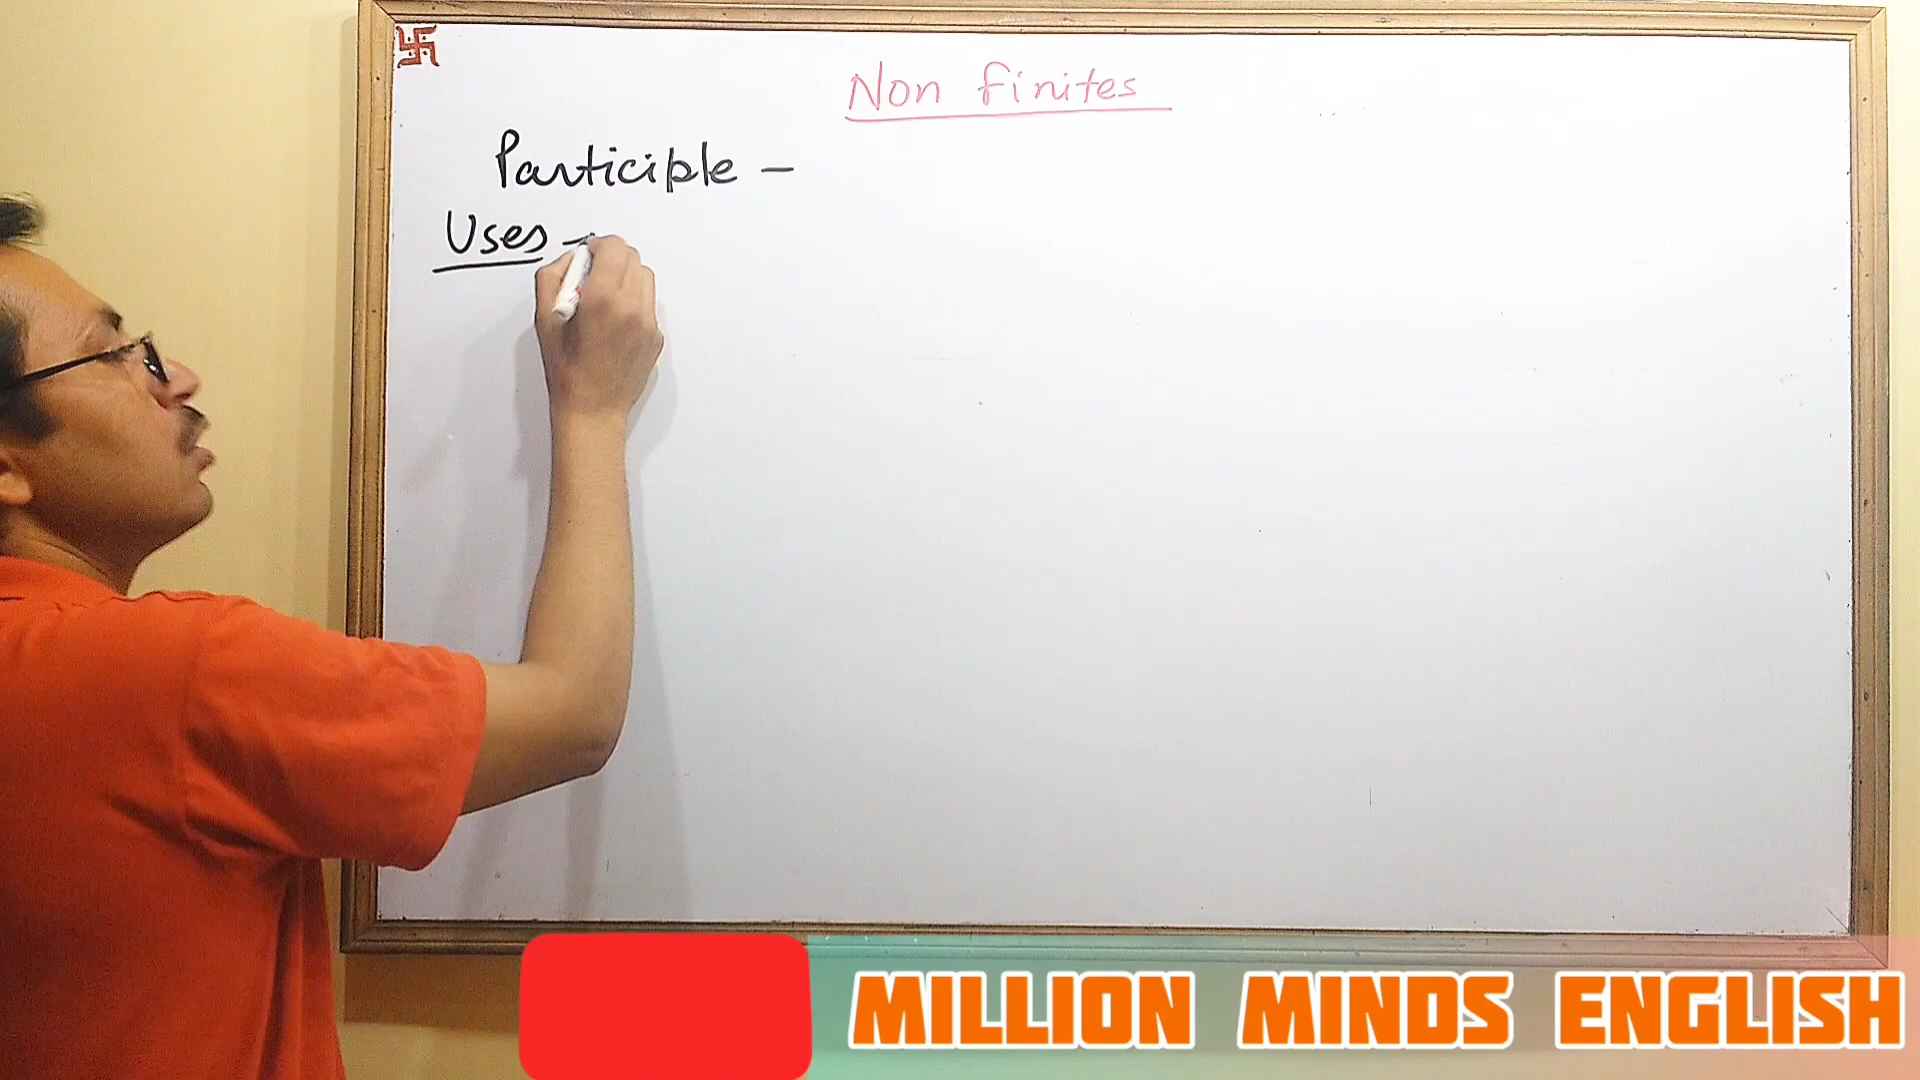 Non finites
Participle –
Uses –
MILLION MINDS ENGLISH